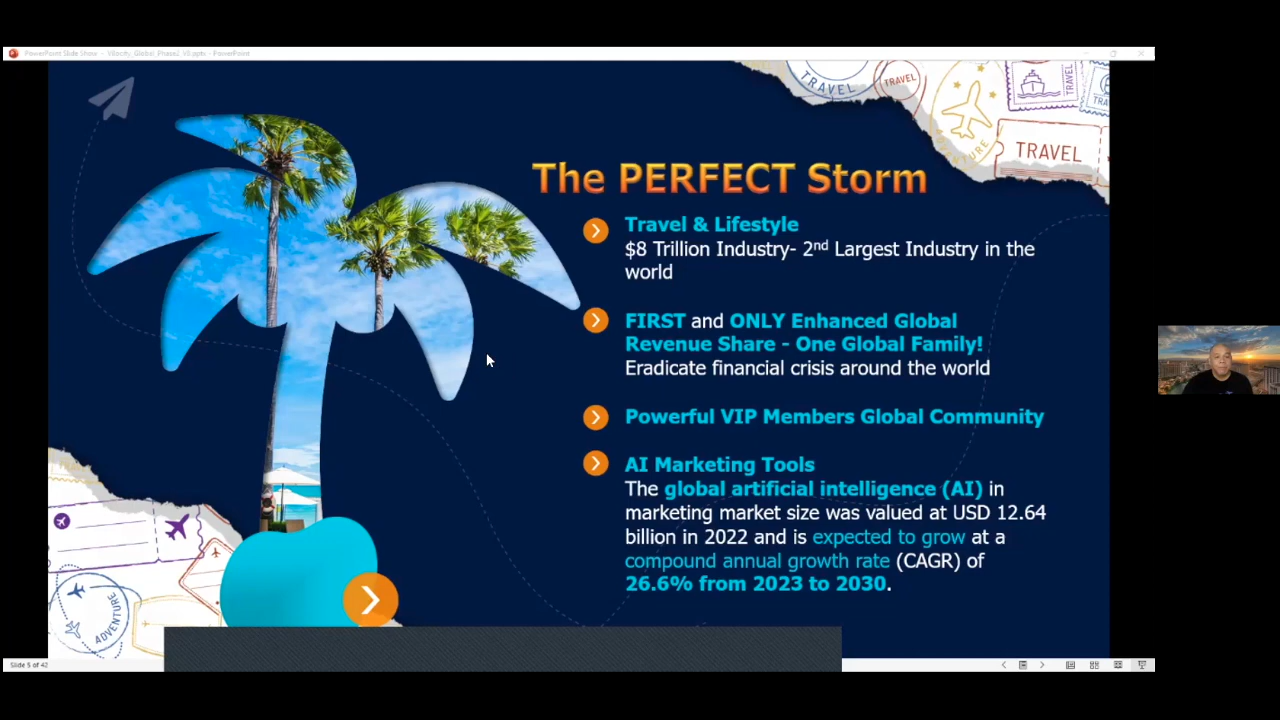 PowerPoint Slide Show - Vilocity_Global_Phase2_V8.pptx - PowerPoint
TRAVEL
TRAVEL
TRAVEL
ADVENTURE
TRAVEL
The PERFECT Storm
Travel & Lifestyle
$8 Trillion Industry- 2nd Largest Industry in the
world
FIRST and ONLY Enhanced Global
Revenue Share - One Global Family!
Eradicate financial crisis around the world
Powerful VIP Members Global Community
AI Marketing Tools
The global artificial intelligence (AI) in
marketing market size was valued at USD 12.64
billion in 2022 and is expected to grow at a
compound annual growth rate (CAGR) of
26.6% from 2023 to 2030.
ADVENTURE
Slide 5 of 42